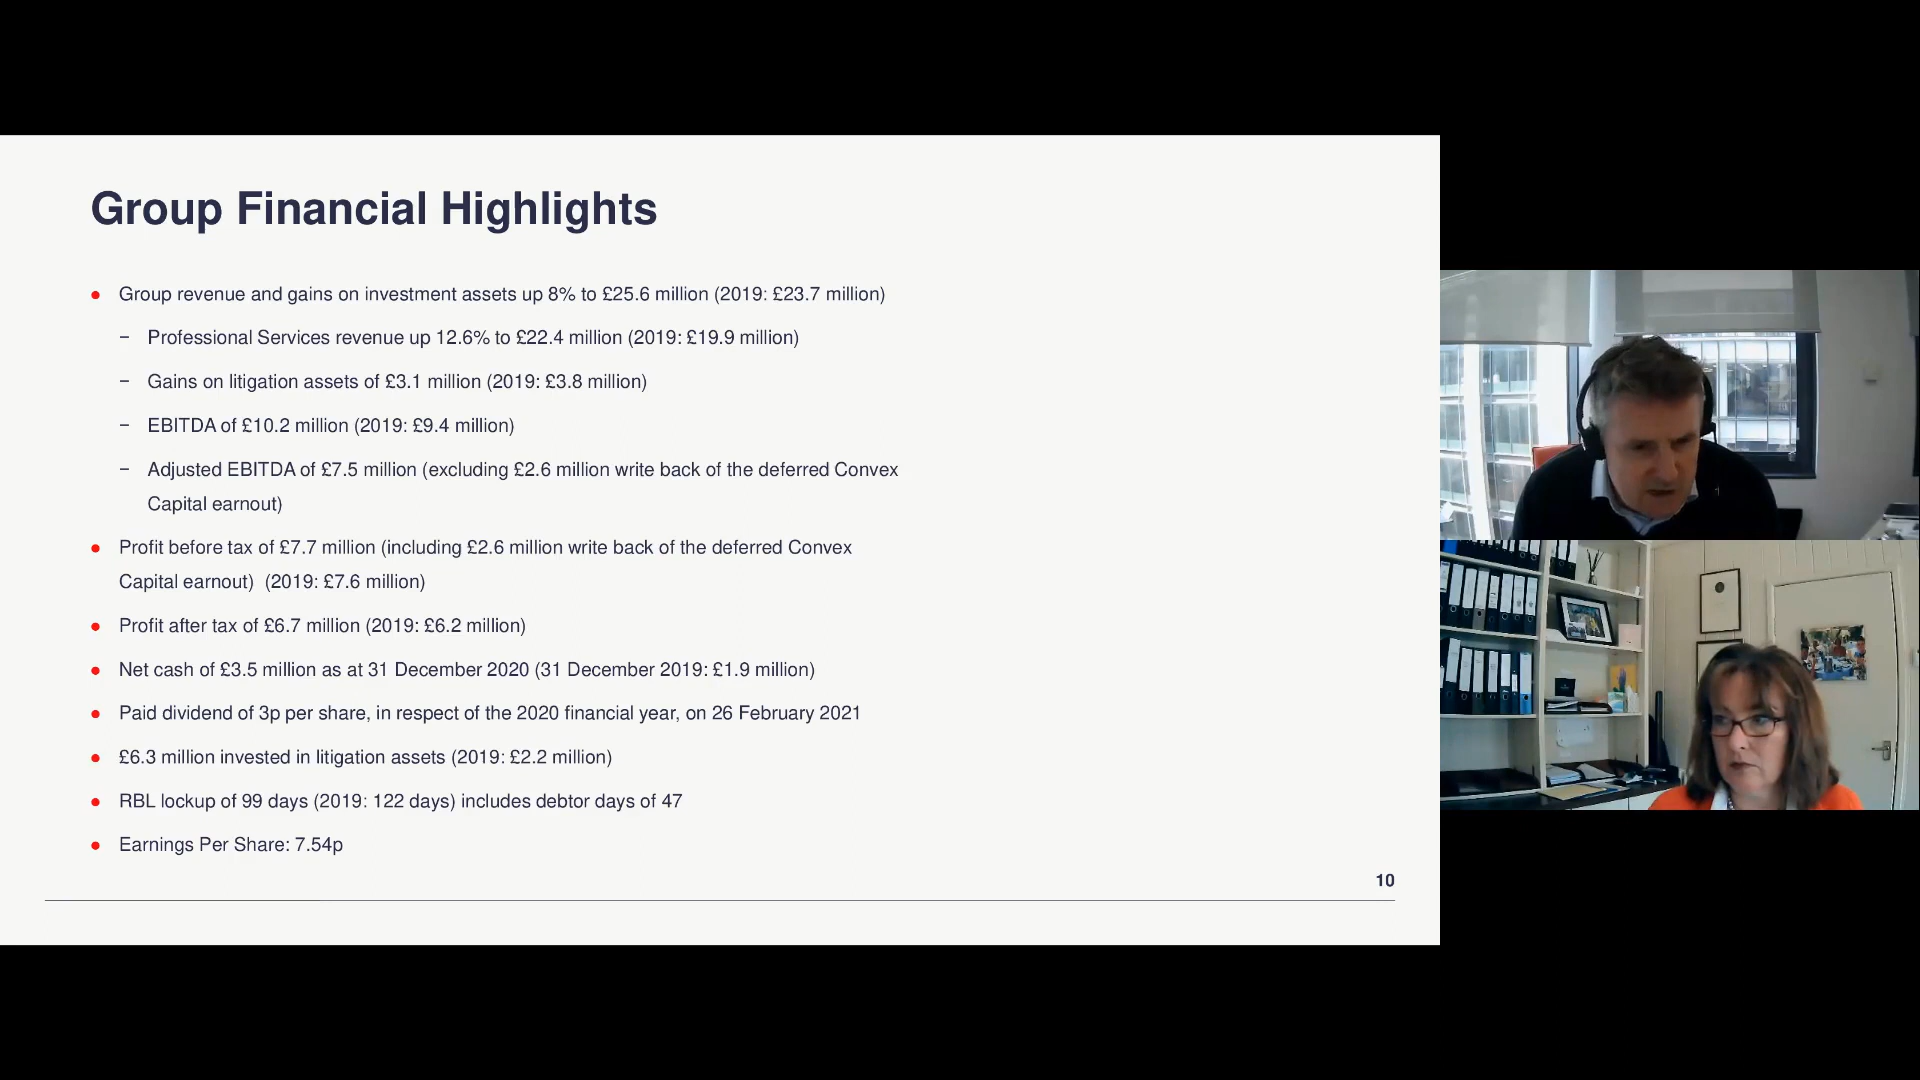 Group Financial Highlights
● Group revenue and gains on investment assets up 8% to £25.6 million (2019: £23.7 million)
– Professional Services revenue up 12.6% to £22.4 million (2019: £19.9 million)
– Gains on litigation assets of £3.1 million (2019: £3.8 million)
– EBITDA of £10.2 million (2019: £9.4 million)
– Adjusted EBITDA of £7.5 million (excluding £2.6 million write back of the deferred Convex
Capital earnout)
● Profit before tax of £7.7 million (including £2.6 million write back of the deferred Convex
Capital earnout) (2019: £7.6 million)
● Profit after tax of £6.7 million (2019: £6.2 million)
● Net cash of £3.5 million as at 31 December 2020 (31 December 2019: £1.9 million)
● Paid dividend of 3p per share, in respect of the 2020 financial year, on 26 February 2021
● £6.3 million invested in litigation assets (2019: £2.2 million)
● RBL lockup of 99 days (2019: 122 days) includes debtor days of 47
● Earnings Per Share: 7.54p
10